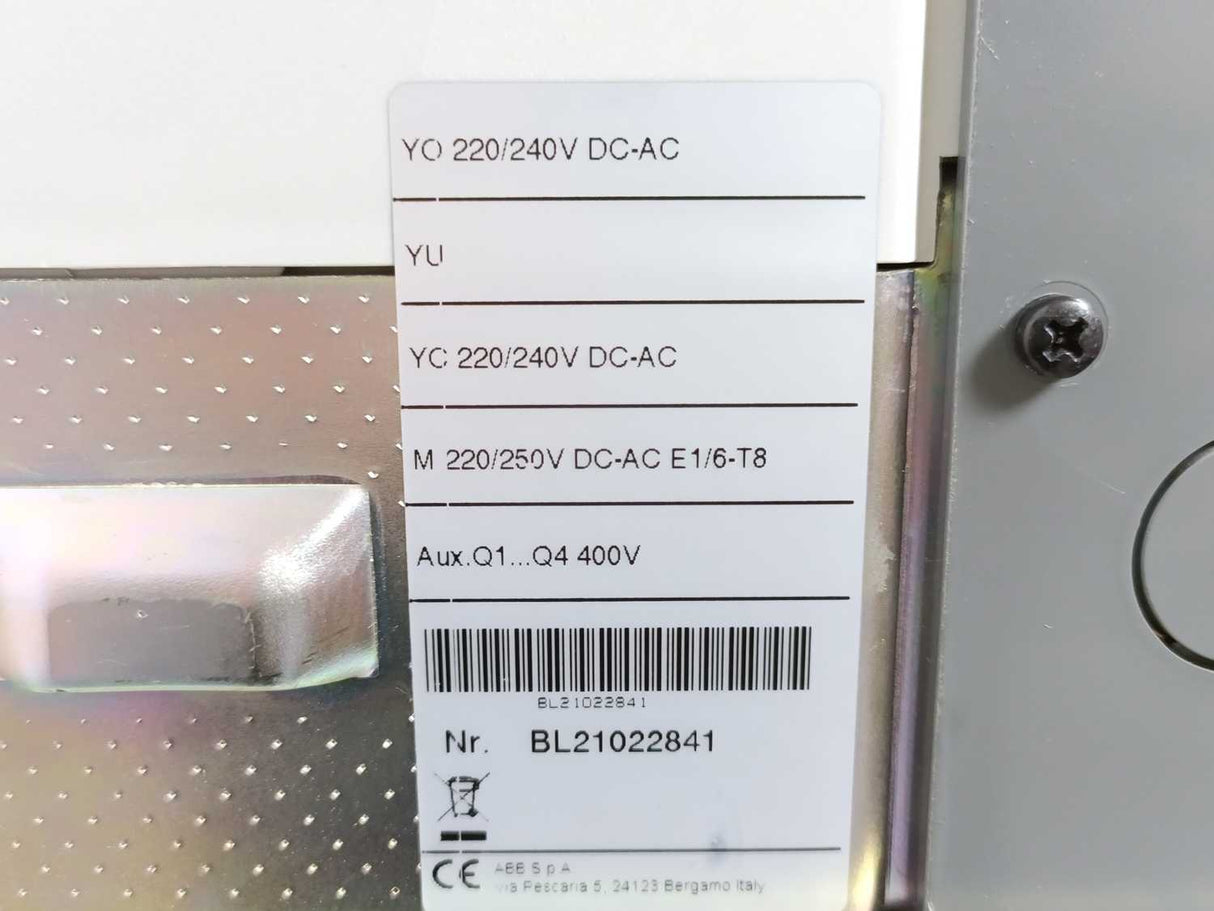 YO 220/240V DC-AC
YU
YC 220/240V DC-AC
M 220/250V DC-AC E1/6-T8
Aux.Q1...Q4 400V
BL21022841
Nr. BL21022841
CE ABB S.p.A.
Via Pescaria 5, 24123 Bergamo Italy